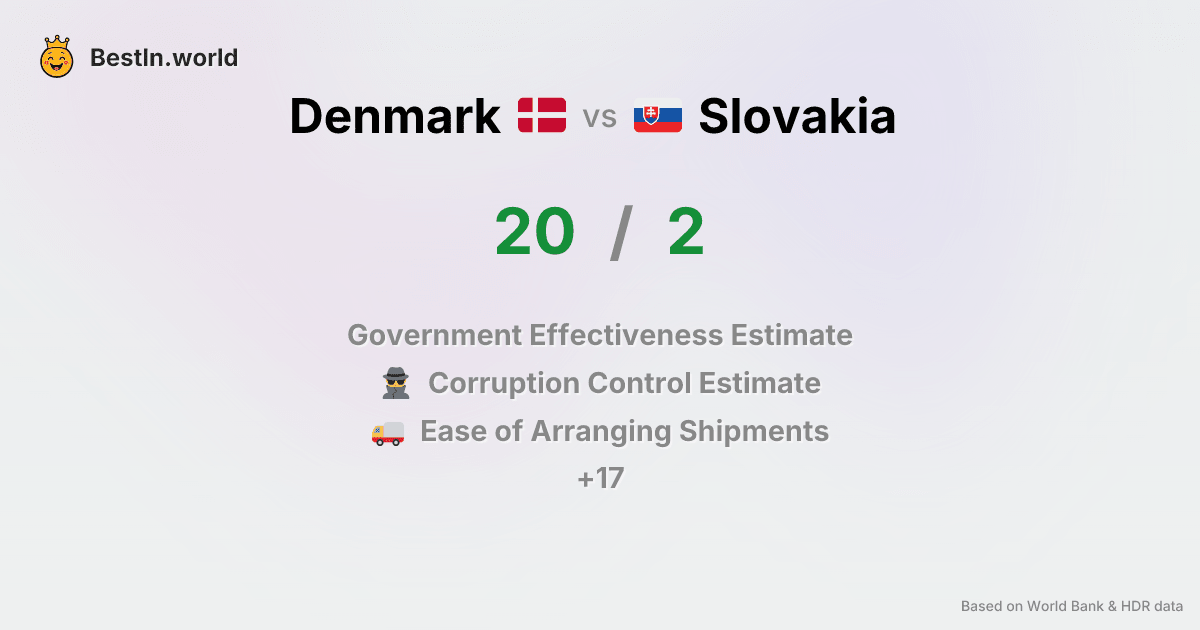 BestIn.world
Denmark vs Slovakia
20 / 2
Government Effectiveness Estimate
Corruption Control Estimate
Ease of Arranging Shipments
+17
Based on World Bank & HDR data